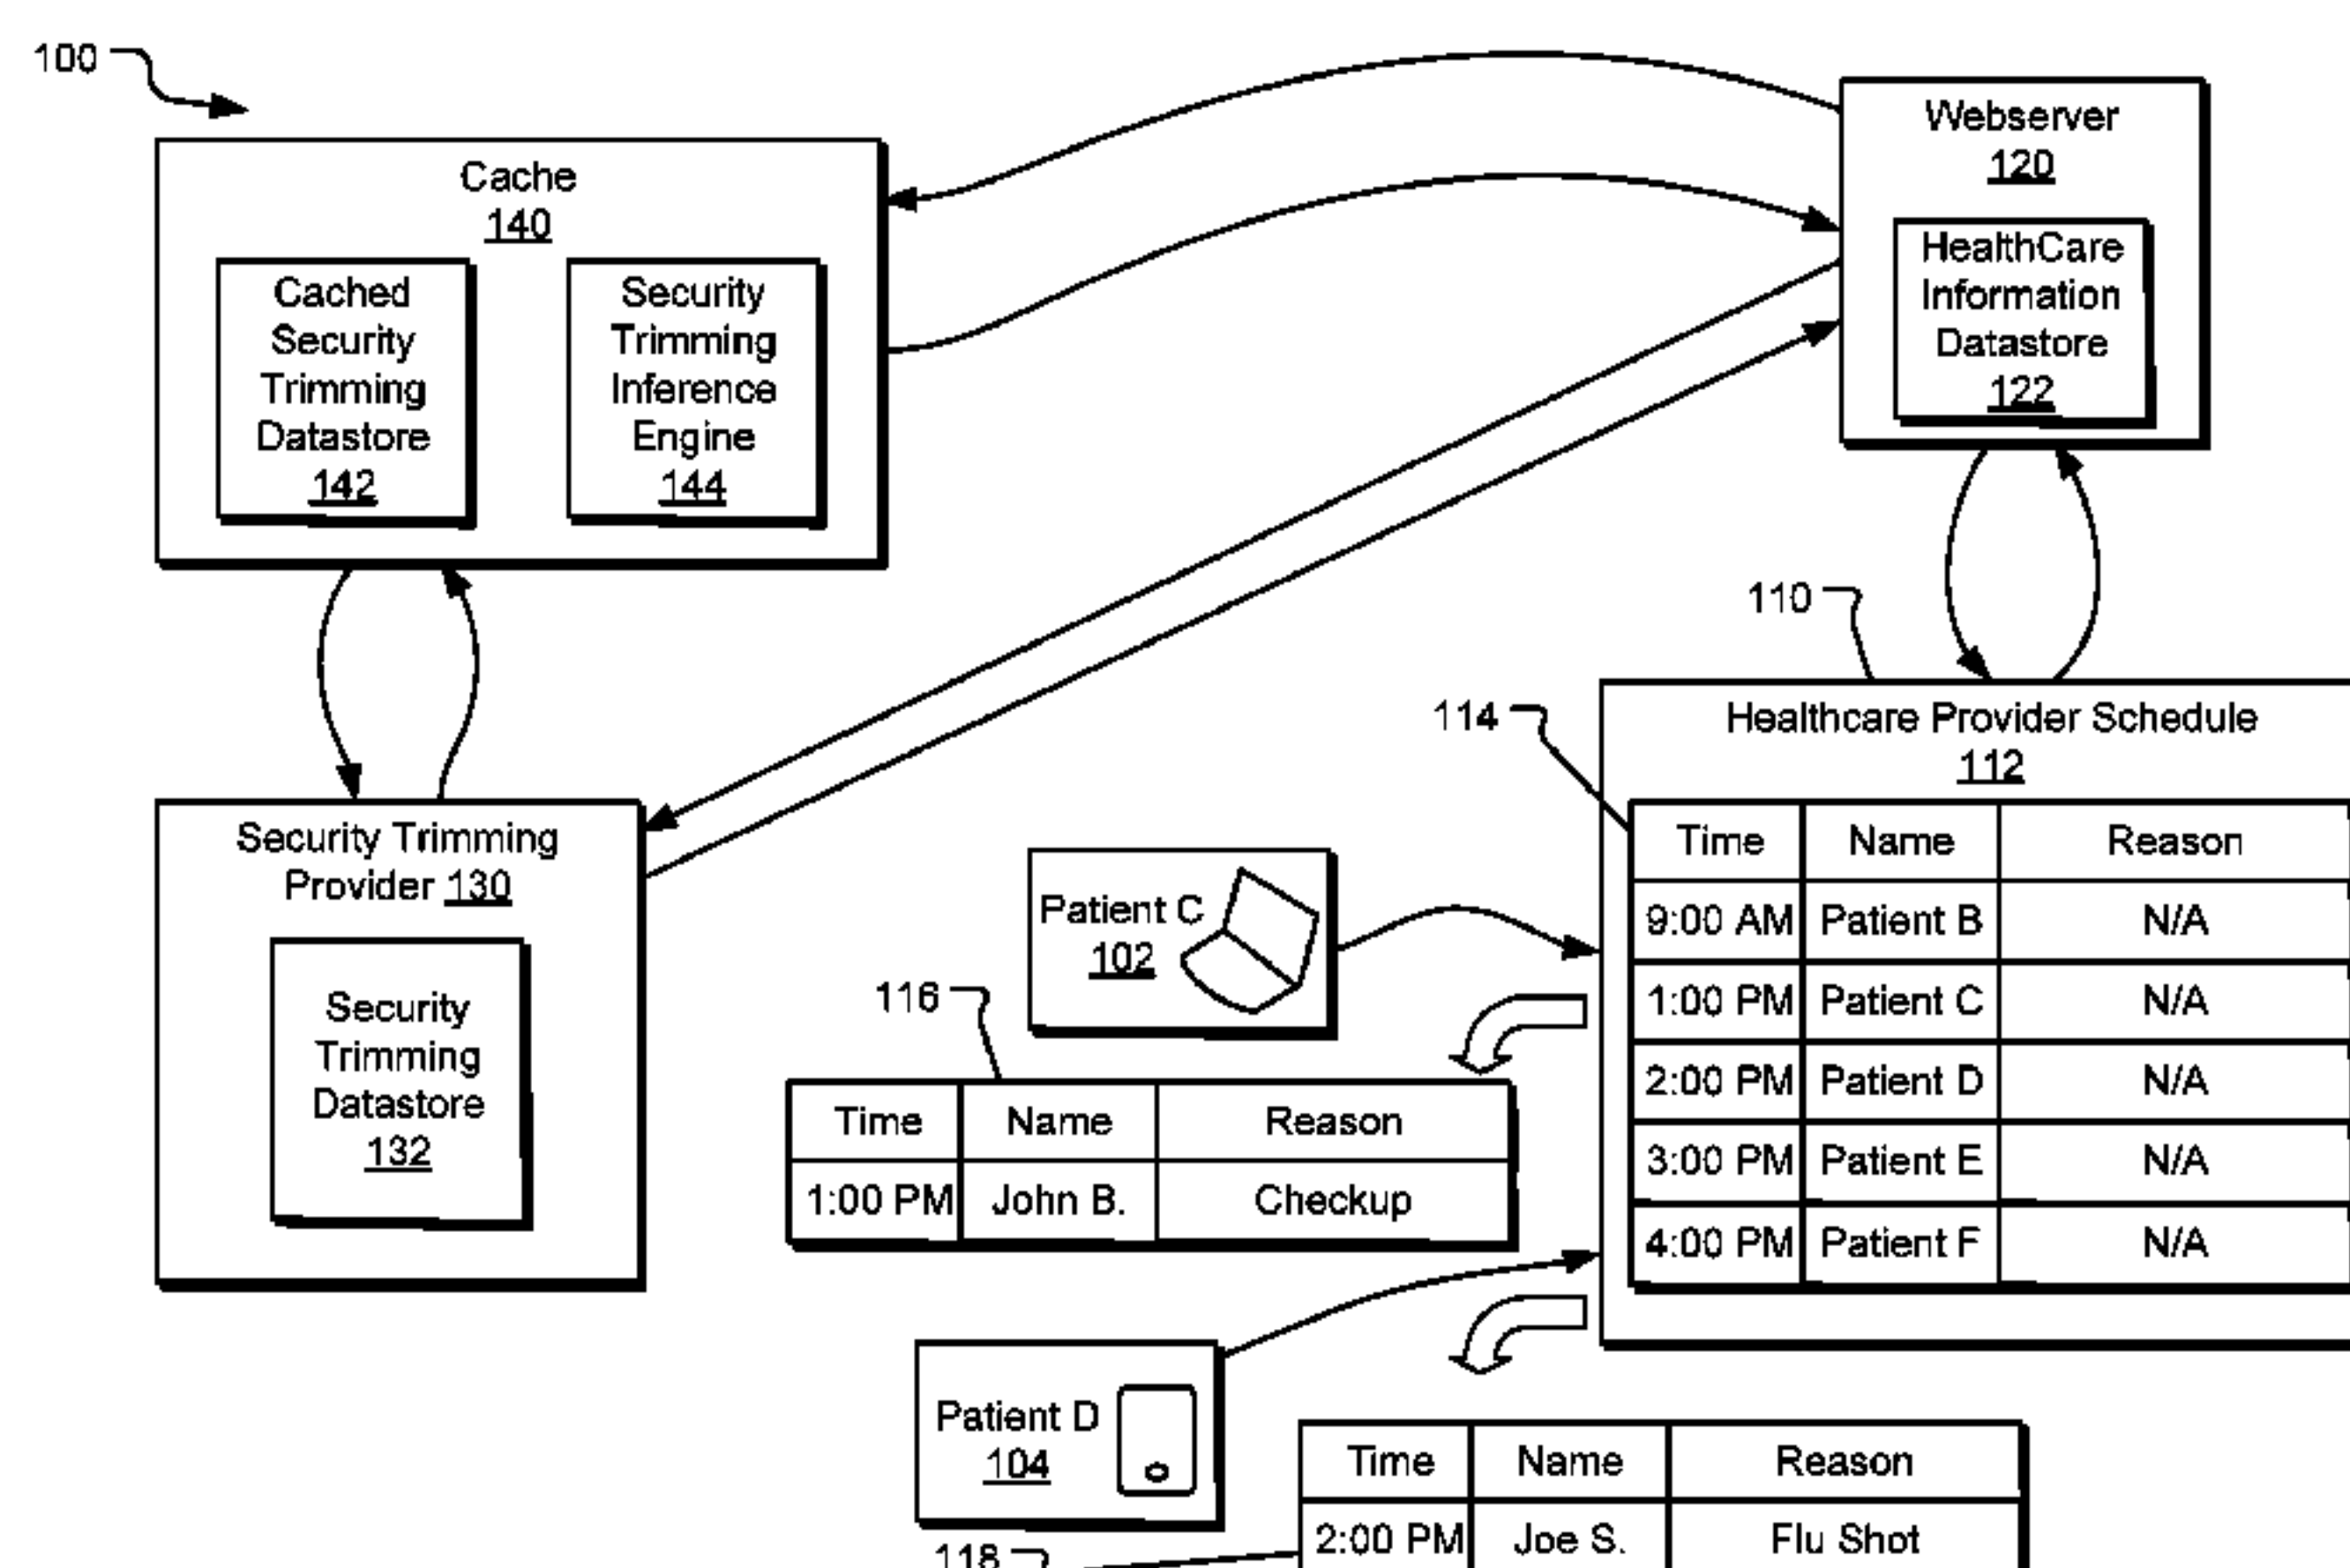 100
Cache
140
Cached
Security
Trimming
Datastore
142
Security
Trimming
Inference
Engine
144
Webserver
120
HealthCare
Information
Datastore
122
110
114
Healthcare Provider Schedule
112
Time Name Reason
9:00 AM Patient B N/A
1:00 PM Patient C N/A
2:00 PM Patient D N/A
3:00 PM Patient E N/A
4:00 PM Patient F N/A
Security Trimming
Provider 130
Security
Trimming
Datastore
132
Patient C
102
116
Time Name Reason
1:00 PM John B. Checkup
Patient D
104
118
Time Name Reason
2:00 PM Joe S. Flu Shot